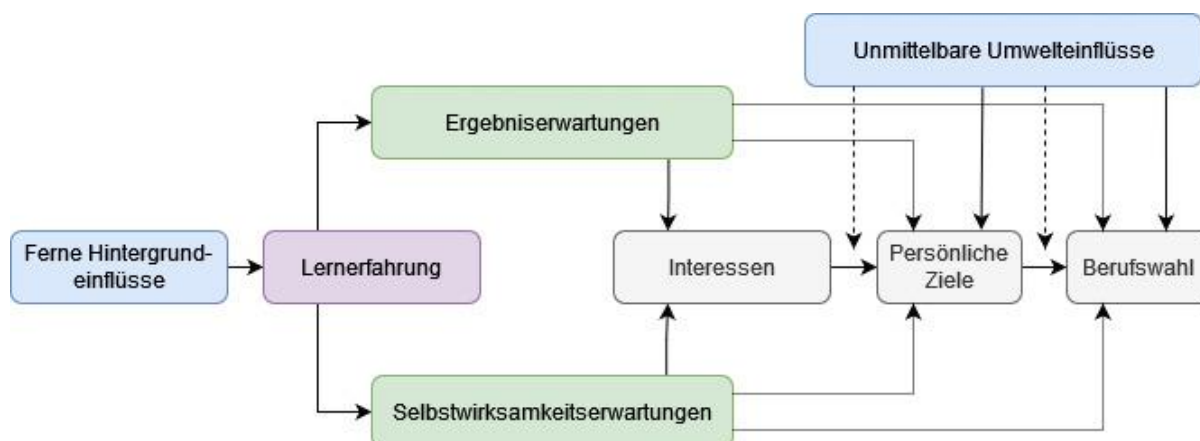 Unmittelbare Umwelteinflüsse
Ergebniserwartungen
Ferne Hintergrund-
einflüsse
Lernerfahrung
Interessen
Persönliche
Ziele
Berufswahl
Selbstwirksamkeitserwartungen